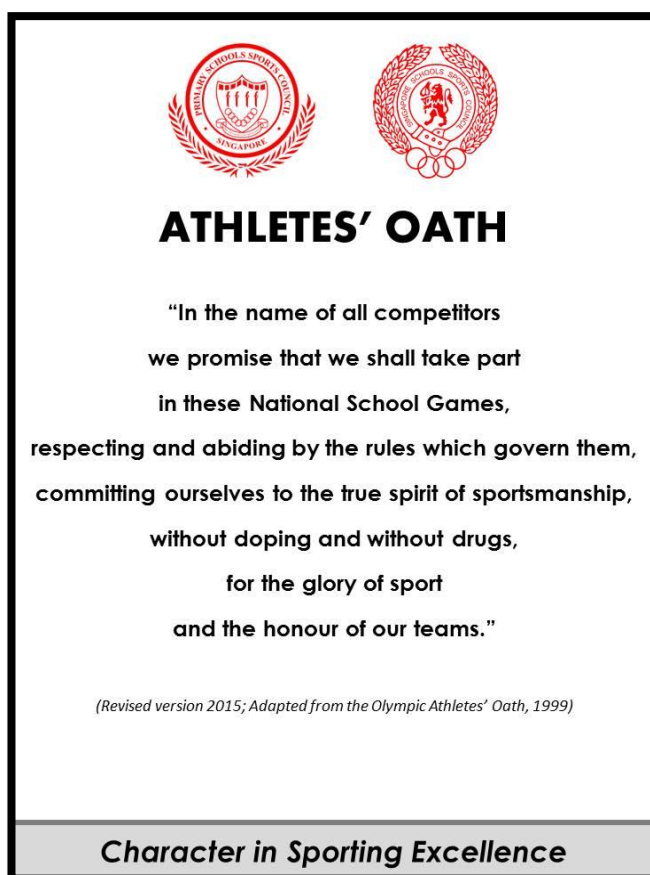 PRIMARY SCHOOLS SPORTS COUNCIL
SINGAPORE
SINGAPORE SCHOOLS SPORTS COUNCIL
ATHLETES’ OATH
“In the name of all competitors
we promise that we shall take part
in these National School Games,
respecting and abiding by the rules which govern them,
committing ourselves to the true spirit of sportsmanship,
without doping and without drugs,
for the glory of sport
and the honour of our teams.”
(Revised version 2015; Adapted from the Olympic Athletes’ Oath, 1999)
Character in Sporting Excellence